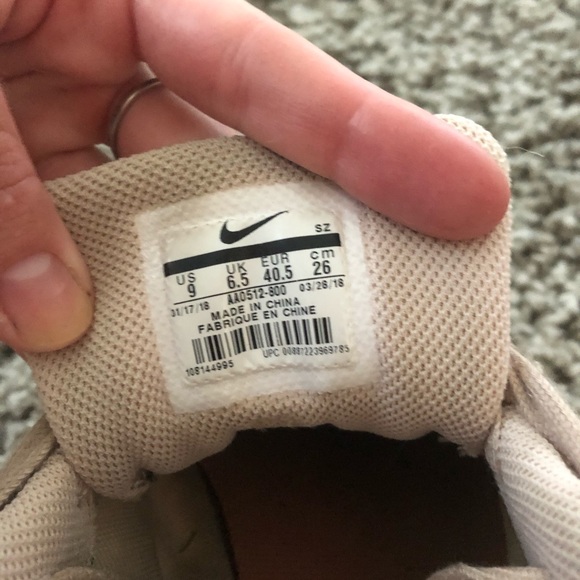 SZ
US UK EUR cm
9 6.5 40.5 26
01/17/18 AA0512-800 03/28/18
MADE IN CHINA
FABRIQUE EN CHINE
108144995 UPC 00881223969785